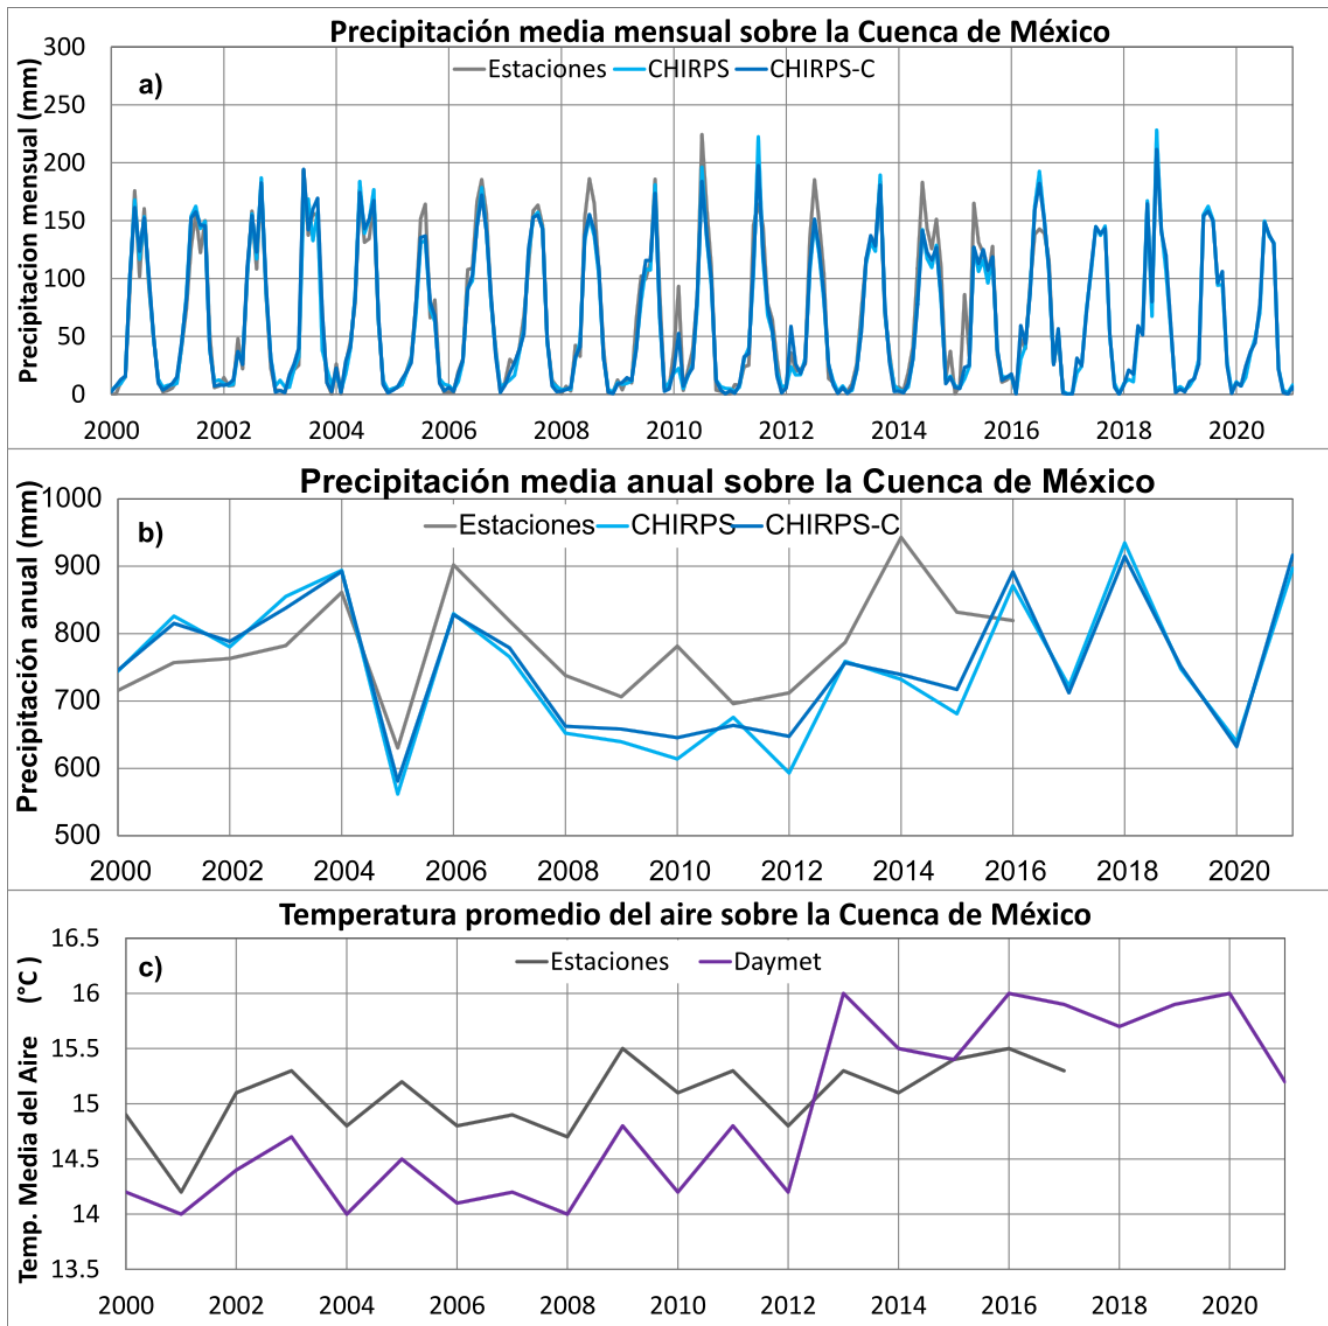 Precipitación media mensual sobre la Cuenca de México
Estaciones CHIRPS CHIRPS-C
a)
Precipitacion mensual (mm)
300
250
200
150
100
50
0
2000 2002 2004 2006 2008 2010 2012 2014 2016 2018 2020
Precipitación media anual sobre la Cuenca de México
Estaciones CHIRPS CHIRPS-C
b)
Precipitación anual (mm)
1000
900
800
700
600
500
2000 2002 2004 2006 2008 2010 2012 2014 2016 2018 2020
Temperatura promedio del aire sobre la Cuenca de México
Estaciones Daymet
c)
Temp. Media del Aire (°C )
16.5
16
15.5
15
14.5
14
13.5
2000 2002 2004 2006 2008 2010 2012 2014 2016 2018 2020